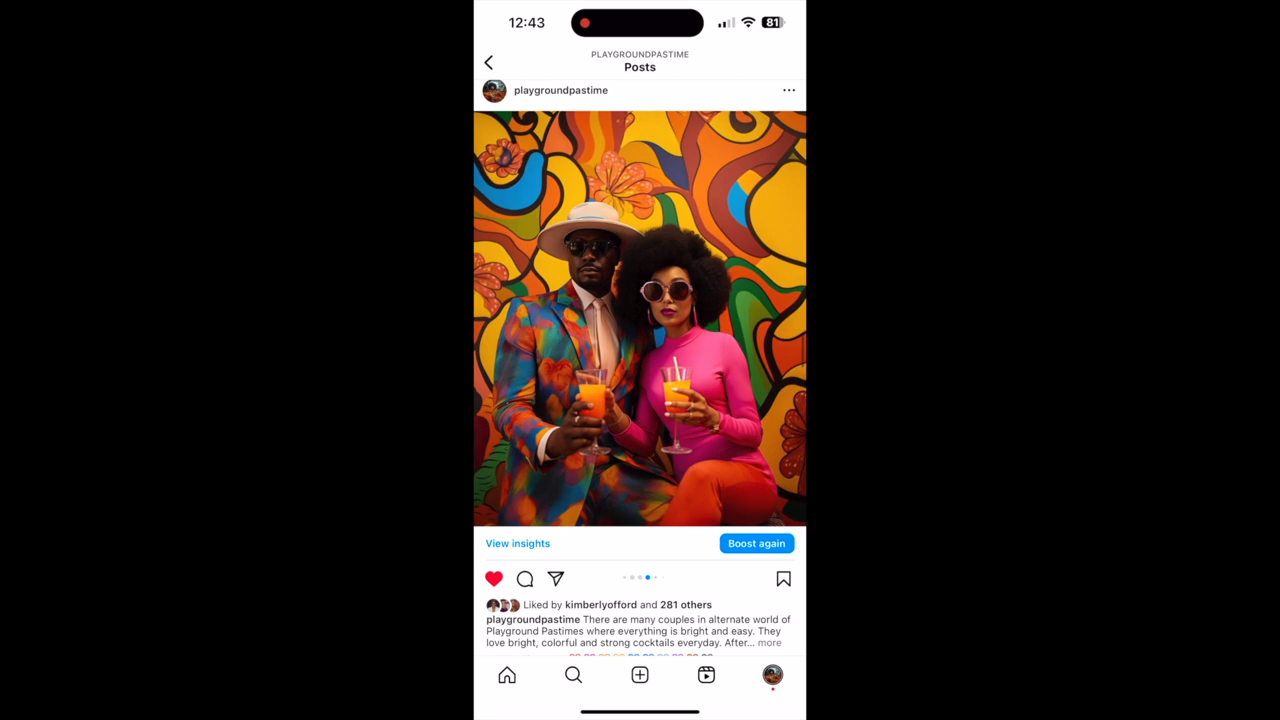 12:43
81
PLAYGROUNDPASTIME
Posts
playgroundpastime
View insights
Boost again
Liked by kimberlyofford and 281 others
playgroundpastime There are many couples in alternate world of
Playground Pastimes where everything is bright and easy. They
love bright, colorful and strong cocktails everyday. After... more